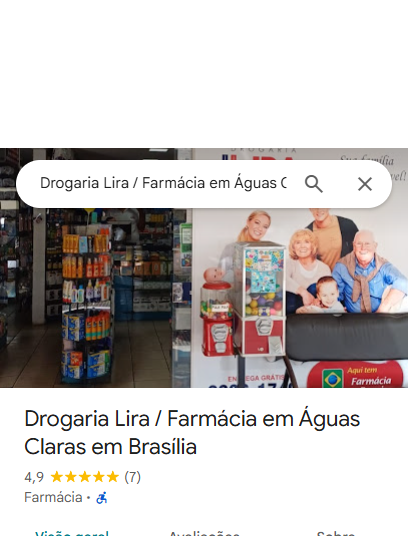 DROGARIA
Sua família
Drogaria Lira / Farmácia em Águas C
ENTREGA GRÁTIS
Aqui tem
Farmácia
Drogaria Lira / Farmácia em Águas
Claras em Brasília
4,9 (7)
Farmácia ·
Visão geral Avaliações Sobre